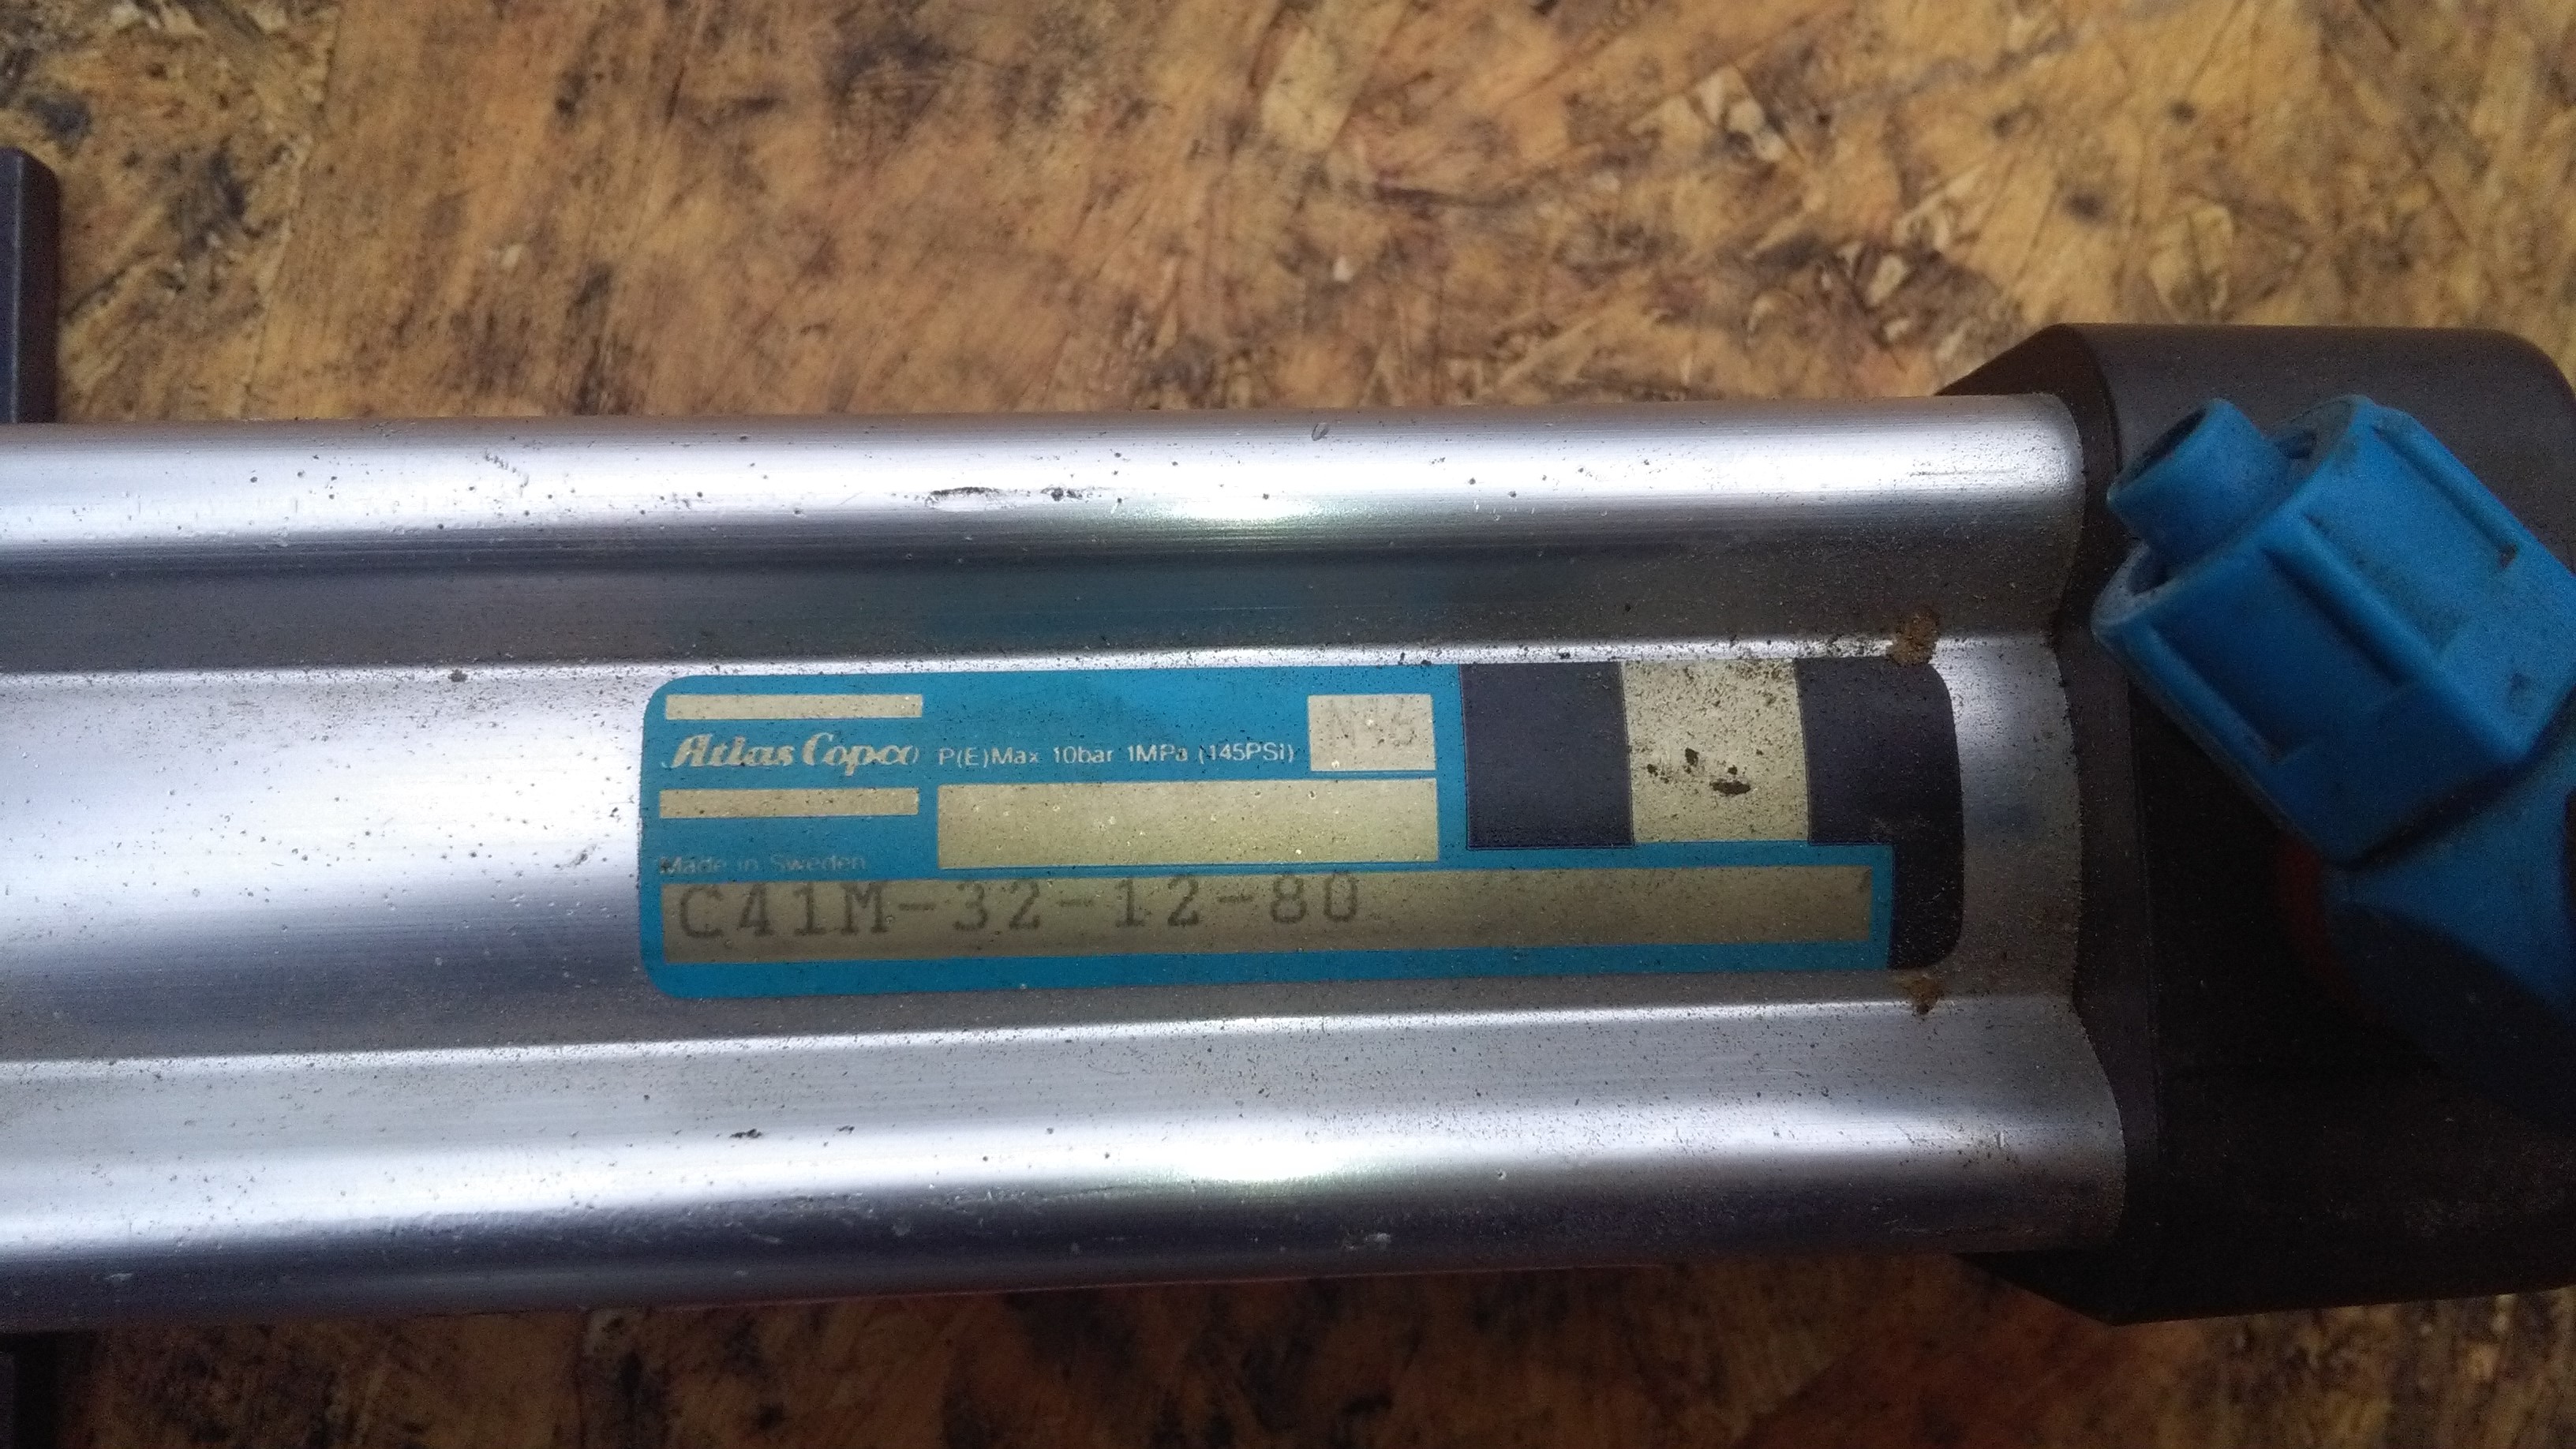 Atlas Copco P(E)Max 10bar 1MPa (145PSi)
Made in Sweden
C41M-32-12-80